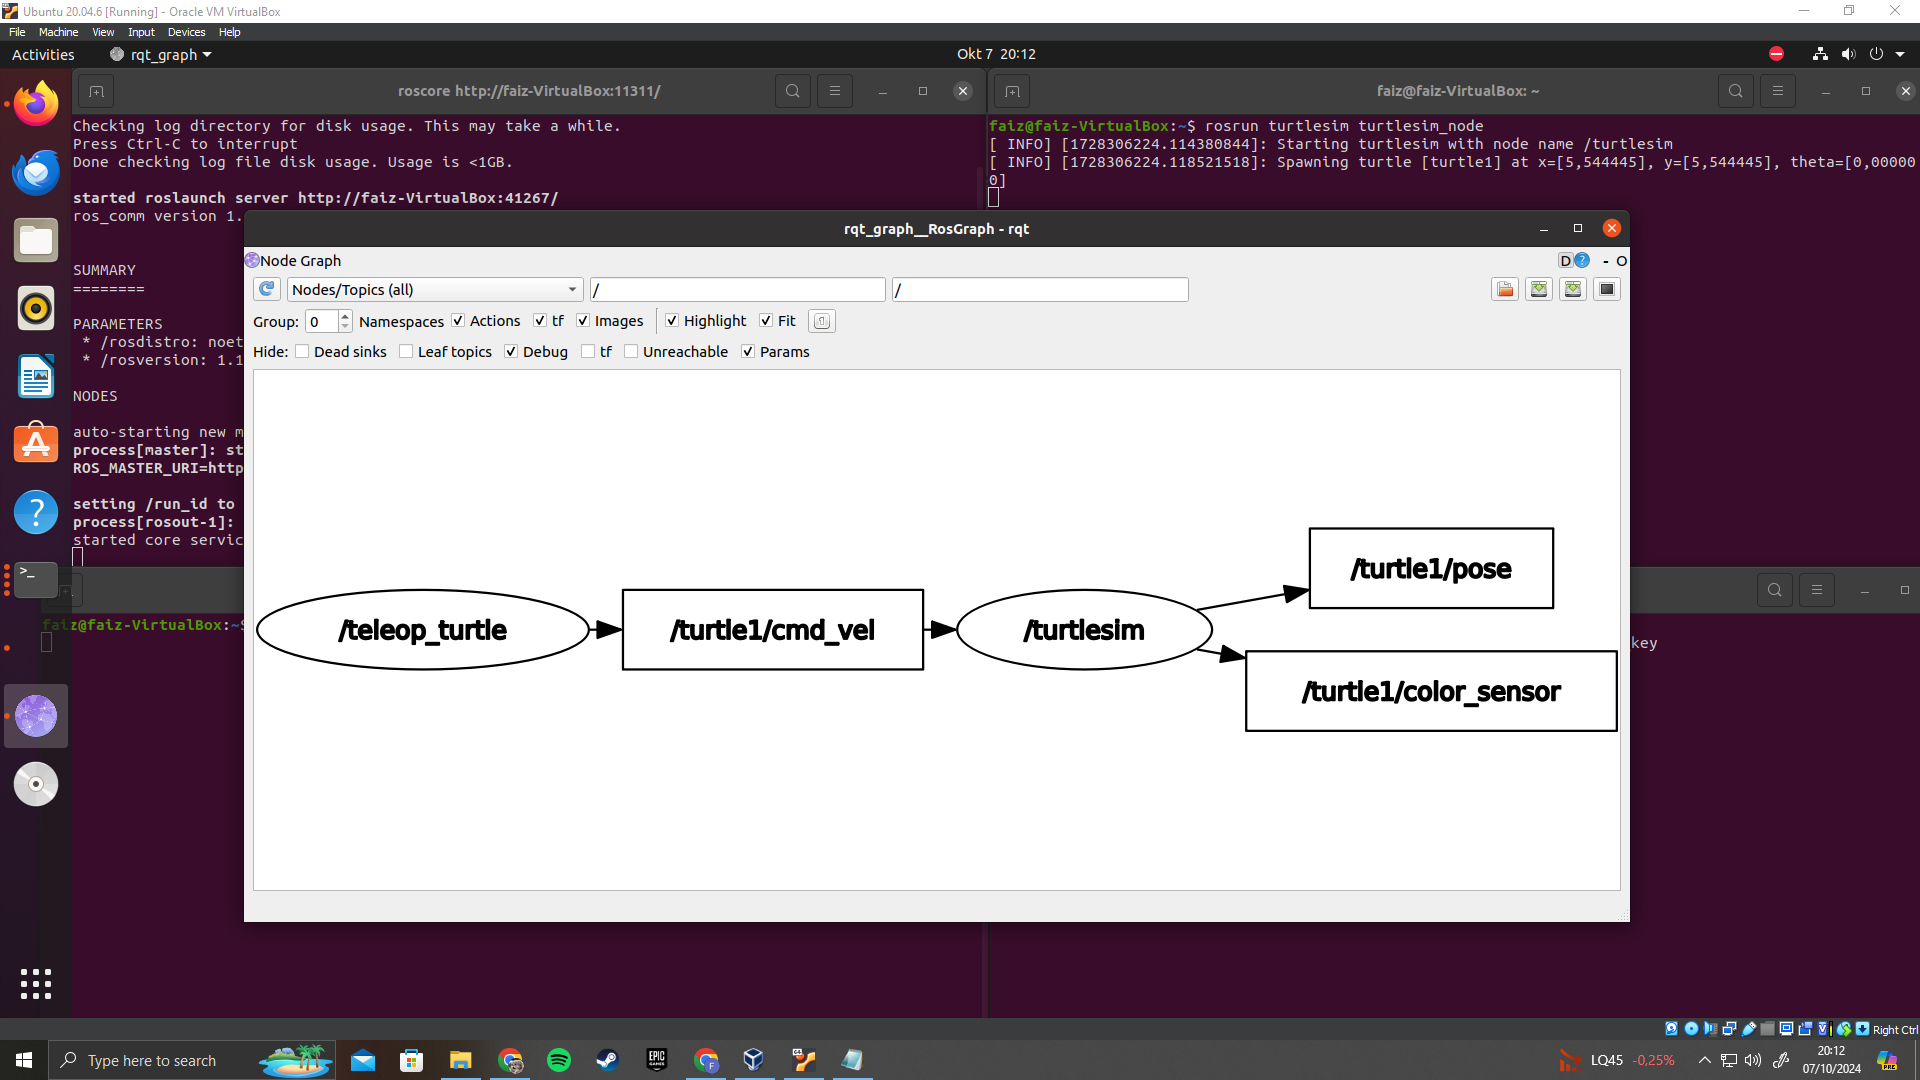 Ubuntu 20.04.6 [Running] - Oracle VM VirtualBox
File Machine View Input Devices Help
Activities rqt_graph Okt 7 20:12
roscore http://faiz-VirtualBox:11311/
Checking log directory for disk usage. This may take a while.
Press Ctrl-C to interrupt
Done checking log file disk usage. Usage is <1GB.
started roslaunch server http://faiz-VirtualBox:41267/
ros_comm version 1.
SUMMARY
========
PARAMETERS
* /rosdistro: noet
* /rosversion: 1.1
NODES
auto-starting new m
process[master]: st
ROS_MASTER_URI=http
setting /run_id to
process[rosout-1]:
started core servic
faiz@faiz-VirtualBox: ~
faiz@faiz-VirtualBox:~$ rosrun turtlesim turtlesim_node
[ INFO] [1728306224.114380844]: Starting turtlesim with node name /turtlesim
[ INFO] [1728306224.118521518]: Spawning turtle [turtle1] at x=[5,544445], y=[5,544445], theta=[0,00000
0]
rqt_graph__RosGraph - rqt
Node Graph
D ? - O
Nodes/Topics (all) / /
Group: 0 Namespaces Actions tf Images Highlight Fit
Hide: Dead sinks Leaf topics Debug tf Unreachable Params
/teleop_turtle
/turtle1/cmd_vel
/turtlesim
/turtle1/pose
/turtle1/color_sensor
faiz@faiz-VirtualBox:~$
key
Right Ctrl
Type here to search
LQ45 -0,25%
20:12
07/10/2024